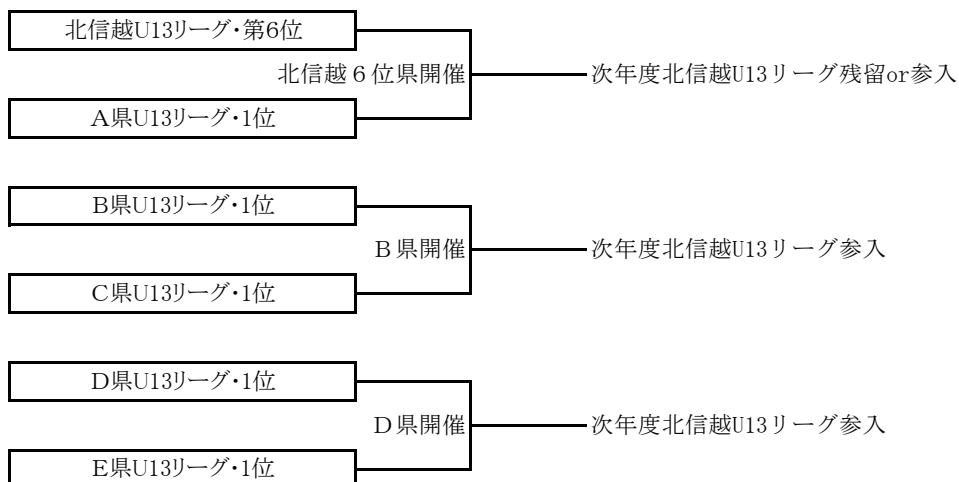 北信越U13リーグ・第6位
北信越６位県開催
次年度北信越U13リーグ残留or参入
A県U13リーグ・1位
B県U13リーグ・1位
Ｂ県開催
次年度北信越U13リーグ参入
C県U13リーグ・1位
D県U13リーグ・1位
Ｄ県開催
次年度北信越U13リーグ参入
E県U13リーグ・1位